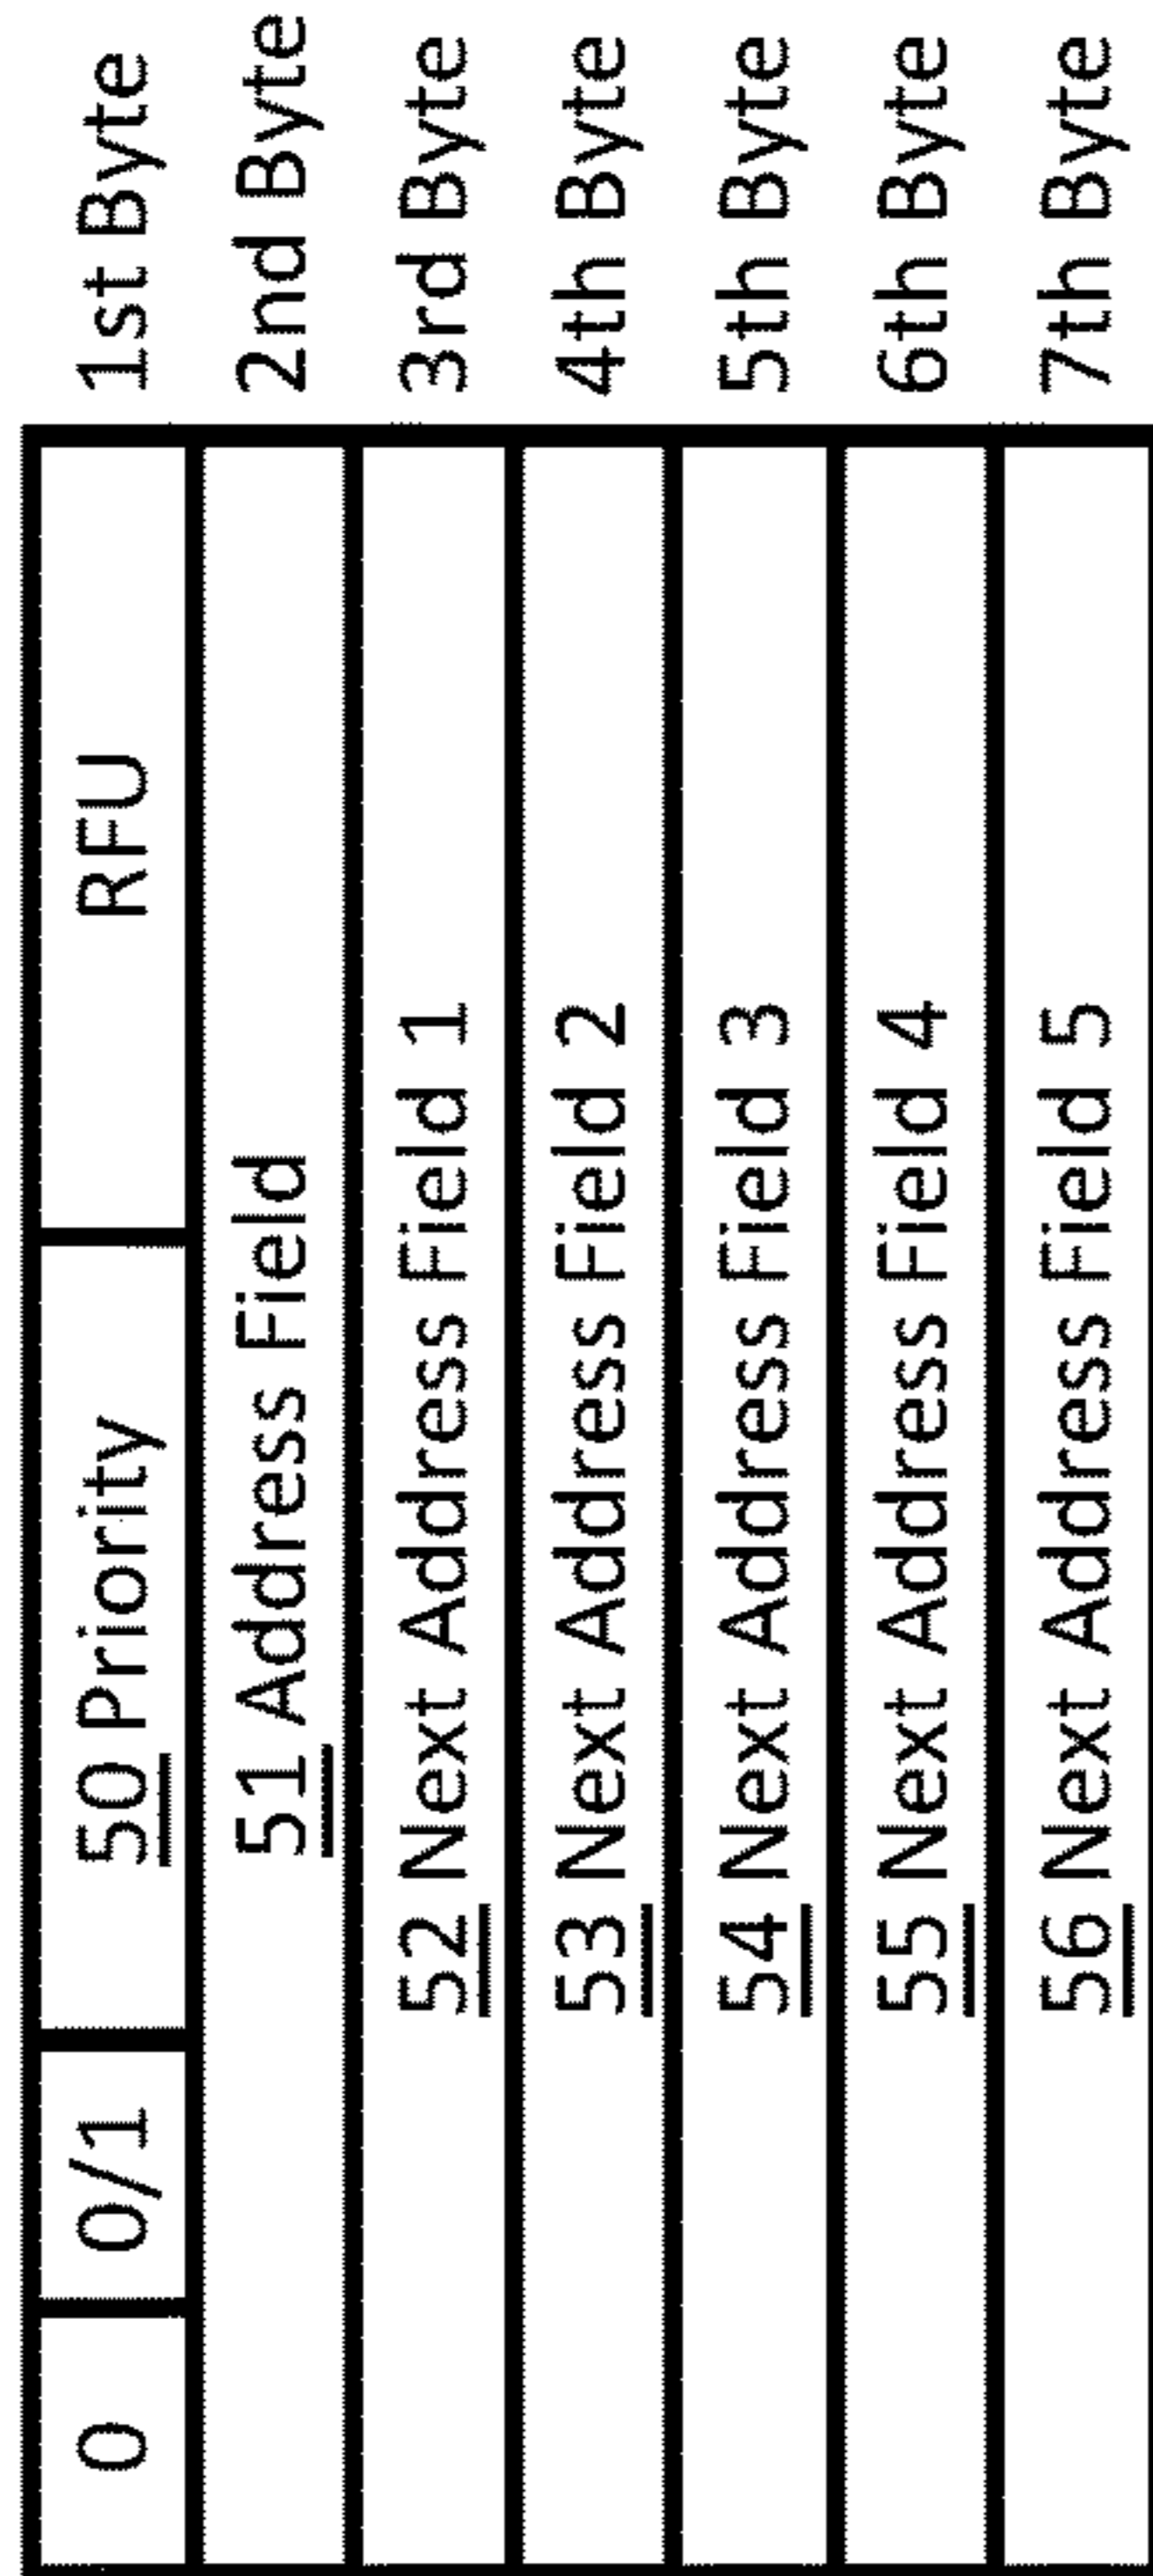 0 0/1 50 Priority RFU 1st Byte
51 Address Field 2nd Byte
52 Next Address Field 1 3rd Byte
53 Next Address Field 2 4th Byte
54 Next Address Field 3 5th Byte
55 Next Address Field 4 6th Byte
56 Next Address Field 5 7th Byte